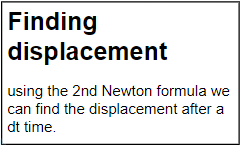 Finding
displacement
using the 2nd Newton formula we
can find the displacement after a
dt time.